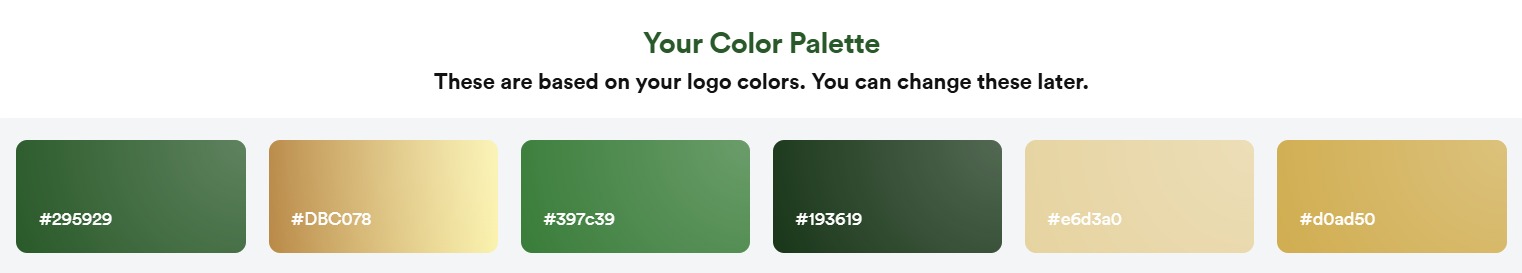 Your Color Palette
These are based on your logo colors. You can change these later.
#295929 #DBC078 #397c39 #193619 #e6d3a0 #d0ad50